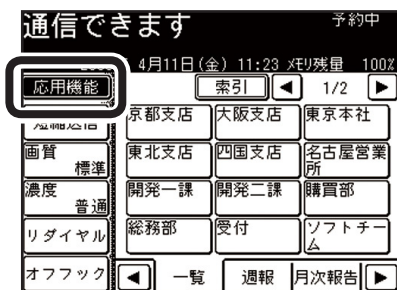 通信できます 予約中
4月11日(金) 11:23 ﾒﾓﾘ残量 100%
応用機能 索引 ◀ 1/2 ▶
短縮送信 京都支店 大阪支店 東京本社
画質 標準 東北支店 四国支店 名古屋営業所
濃度 普通 開発一課 開発二課 購買部
リダイヤル 総務部 受付 ソフトチーム
オフフック ◀ 一覧 週報 月次報告 ▶